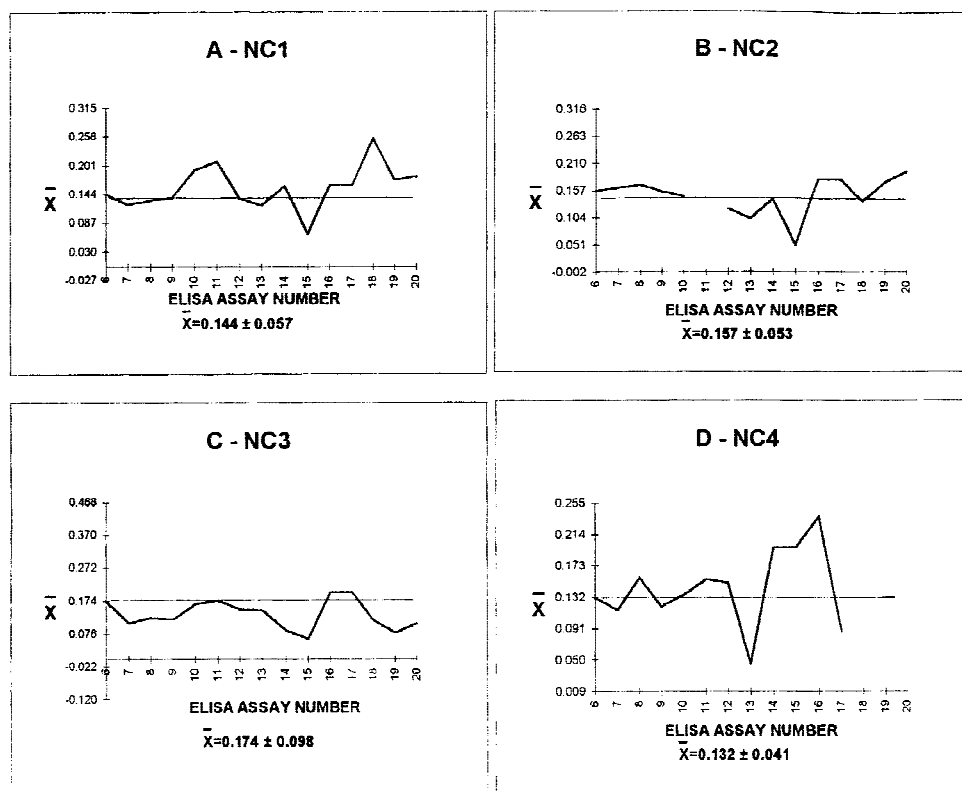 A - NC1
0.315
0.258
0.201
0.144
0.087
0.030
-0.027
X
6 7 8 9 10 11 12 13 14 15 16 17 18 19 20
ELISA ASSAY NUMBER
X=0.144 ± 0.057
B - NC2
0.316
0.263
0.210
0.157
0.104
0.051
-0.002
X
6 7 8 9 10 11 12 13 14 15 16 17 18 19 20
ELISA ASSAY NUMBER
X=0.157 ± 0.053
C - NC3
0.468
0.370
0.272
0.174
0.076
-0.022
-0.120
X
6 7 8 9 10 11 12 13 14 15 16 17 18 19 20
ELISA ASSAY NUMBER
X=0.174 ± 0.098
D - NC4
0.255
0.214
0.173
0.132
0.091
0.050
0.009
X
6 7 8 9 10 11 12 13 14 15 16 17 18 19 20
ELISA ASSAY NUMBER
X=0.132 ± 0.041